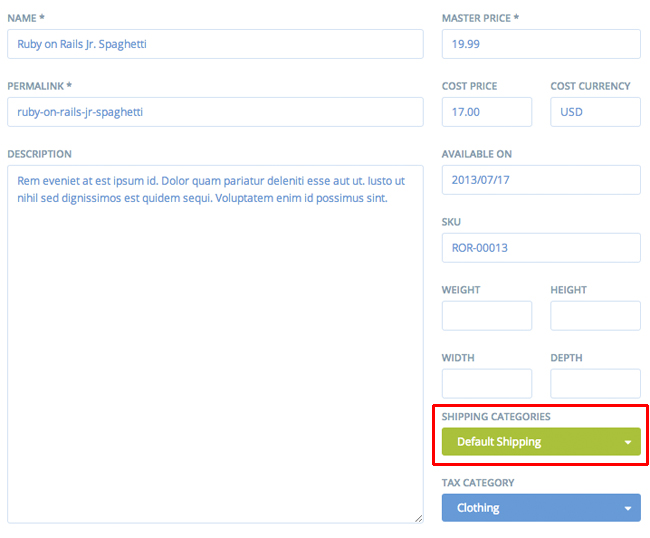 NAME *
Ruby on Rails Jr. Spaghetti
PERMALINK *
ruby-on-rails-jr-spaghetti
DESCRIPTION
Rem eveniet at est ipsum id. Dolor quam pariatur deleniti esse aut ut. Iusto ut
nihil sed dignissimos est quidem sequi. Voluptatem enim id possimus sint.
MASTER PRICE *
19.99
COST PRICE
COST CURRENCY
17.00
USD
AVAILABLE ON
2013/07/17
SKU
ROR-00013
WEIGHT
HEIGHT
WIDTH
DEPTH
SHIPPING CATEGORIES
Default Shipping
TAX CATEGORY
Clothing